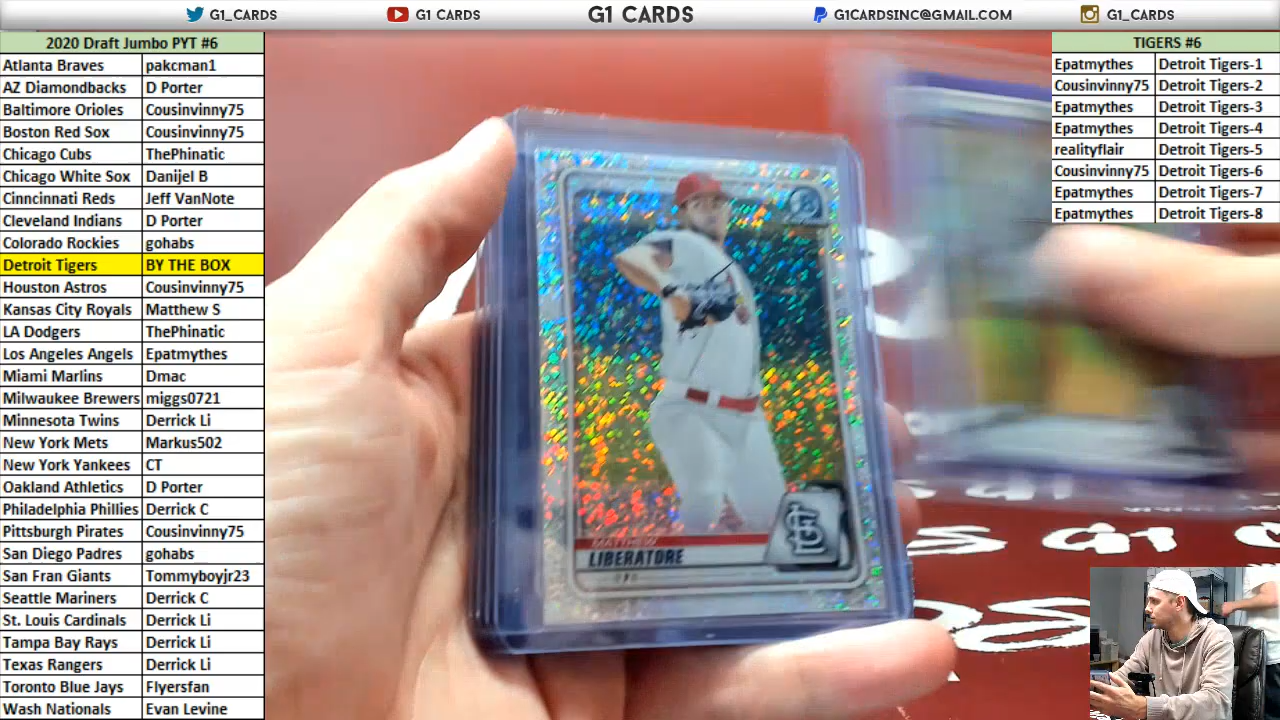 G1_CARDS
G1 CARDS
G1 CARDS
G1CARDSINC@GMAIL.COM
G1_CARDS
2020 Draft Jumbo PYT #6
Atlanta Braves pakcman1
AZ Diamondbacks D Porter
Baltimore Orioles Cousinvinny75
Boston Red Sox Cousinvinny75
Chicago Cubs ThePhinatic
Chicago White Sox Danijel B
Cinncinnati Reds Jeff VanNote
Cleveland Indians D Porter
Colorado Rockies gohabs
Detroit Tigers BY THE BOX
Houston Astros Cousinvinny75
Kansas City Royals Matthew S
LA Dodgers ThePhinatic
Los Angeles Angels Epatmythes
Miami Marlins Dmac
Milwaukee Brewers miggs0721
Minnesota Twins Derrick Li
New York Mets Markus502
New York Yankees CT
Oakland Athletics D Porter
Philadelphia Phillies Derrick C
Pittsburgh Pirates Cousinvinny75
San Diego Padres gohabs
San Fran Giants Tommyboyjr23
Seattle Mariners Derrick C
St. Louis Cardinals Derrick Li
Tampa Bay Rays Derrick Li
Texas Rangers Derrick Li
Toronto Blue Jays Flyersfan
Wash Nationals Evan Levine
TIGERS #6
Epatmythes Detroit Tigers-1
Cousinvinny75 Detroit Tigers-2
Epatmythes Detroit Tigers-3
Epatmythes Detroit Tigers-4
realityflair Detroit Tigers-5
Cousinvinny75 Detroit Tigers-6
Epatmythes Detroit Tigers-7
Epatmythes Detroit Tigers-8
MATTHEW
LIBERATORE